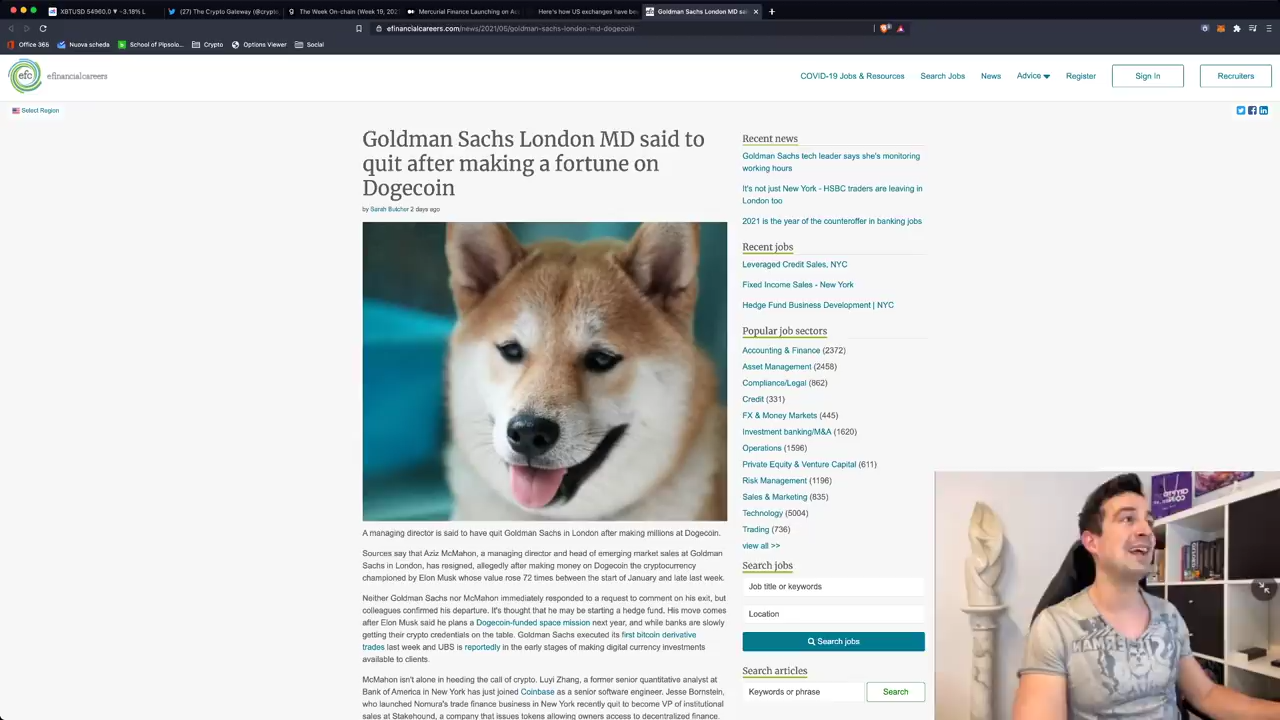 XBTUSD 54960.0 ▼ −3.18% L
(27) The Crypto Gateway (@crypto
The Week On-chain (Week 19, 202
Mercurial Finance Launching on As
Here's how US exchanges have be
Goldman Sachs London MD sai
efinancialcareers.com/news/2021/05/goldman-sachs-london-md-dogecoin
Office 365
Nuova scheda
School of Pipsolo...
Crypto
Options Viewer
Social
efc
efinancialcareers
COVID-19 Jobs & Resources
Search Jobs
News
Advice
Register
Sign In
Recruiters
Select Region
Goldman Sachs London MD said to
quit after making a fortune on
Dogecoin
by Sarah Butcher 2 days ago
A managing director is said to have quit Goldman Sachs in London after making millions at Dogecoin.
Sources say that Aziz McMahon, a managing director and head of emerging market sales at Goldman
Sachs in London, has resigned, allegedly after making money on Dogecoin the cryptocurrency
championed by Elon Musk whose value rose 72 times between the start of January and late last week.
Neither Goldman Sachs nor McMahon immediately responded to a request to comment on his exit, but
colleagues confirmed his departure. It's thought that he may be starting a hedge fund. His move comes
after Elon Musk said he plans a Dogecoin-funded space mission next year, and while banks are slowly
getting their crypto credentials on the table. Goldman Sachs executed its first bitcoin derivative
trades last week and UBS is reportedly in the early stages of making digital currency investments
available to clients.
McMahon isn't alone in heeding the call of crypto. Luyi Zhang, a former senior quantitative analyst at
Bank of America in New York has just joined Coinbase as a senior software engineer. Jesse Bornstein,
who launched Nomura's trade finance business in New York recently quit to become VP of institutional
sales at Stakehound, a company that issues tokens allowing owners access to decentralized finance.
Recent news
Goldman Sachs tech leader says she's monitoring
working hours
It's not just New York - HSBC traders are leaving in
London too
2021 is the year of the counteroffer in banking jobs
Recent jobs
Leveraged Credit Sales, NYC
Fixed Income Sales - New York
Hedge Fund Business Development | NYC
Popular job sectors
Accounting & Finance (2372)
Asset Management (2458)
Compliance/Legal (862)
Credit (331)
FX & Money Markets (445)
Investment banking/M&A (1620)
Operations (1596)
Private Equity & Venture Capital (611)
Risk Management (1196)
Sales & Marketing (835)
Technology (5004)
Trading (736)
view all >>
Search jobs
Job title or keywords
Location
Search jobs
Search articles
Keywords or phrase
Search